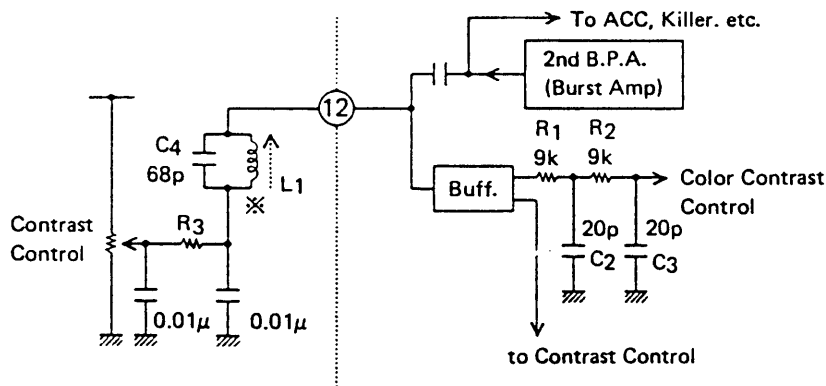 To ACC, Killer. etc.
2nd B.P.A.
(Burst Amp)
12
C4
68p
L1
※
R1
9k
R2
9k
Buff.
Color Contrast
Control
20p
C2
20p
C3
Contrast
Control
R3
0.01μ
0.01μ
to Contrast Control